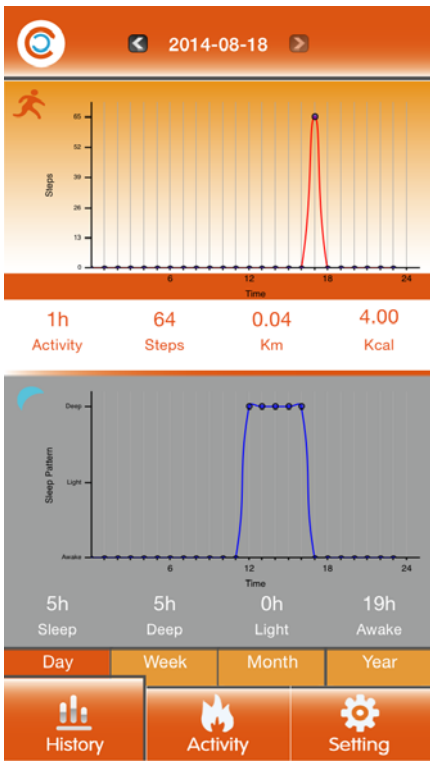 2014-08-18
65
52
39
26
13
0
Steps
6 12 18 24
Time
1h 64 0.04 4.00
Activity Steps Km Kcal
Deep
Light
Awake
Sleep Pattern
6 12 18 24
Time
5h 5h 0h 19h
Sleep Deep Light Awake
Day Week Month Year
History Activity Setting